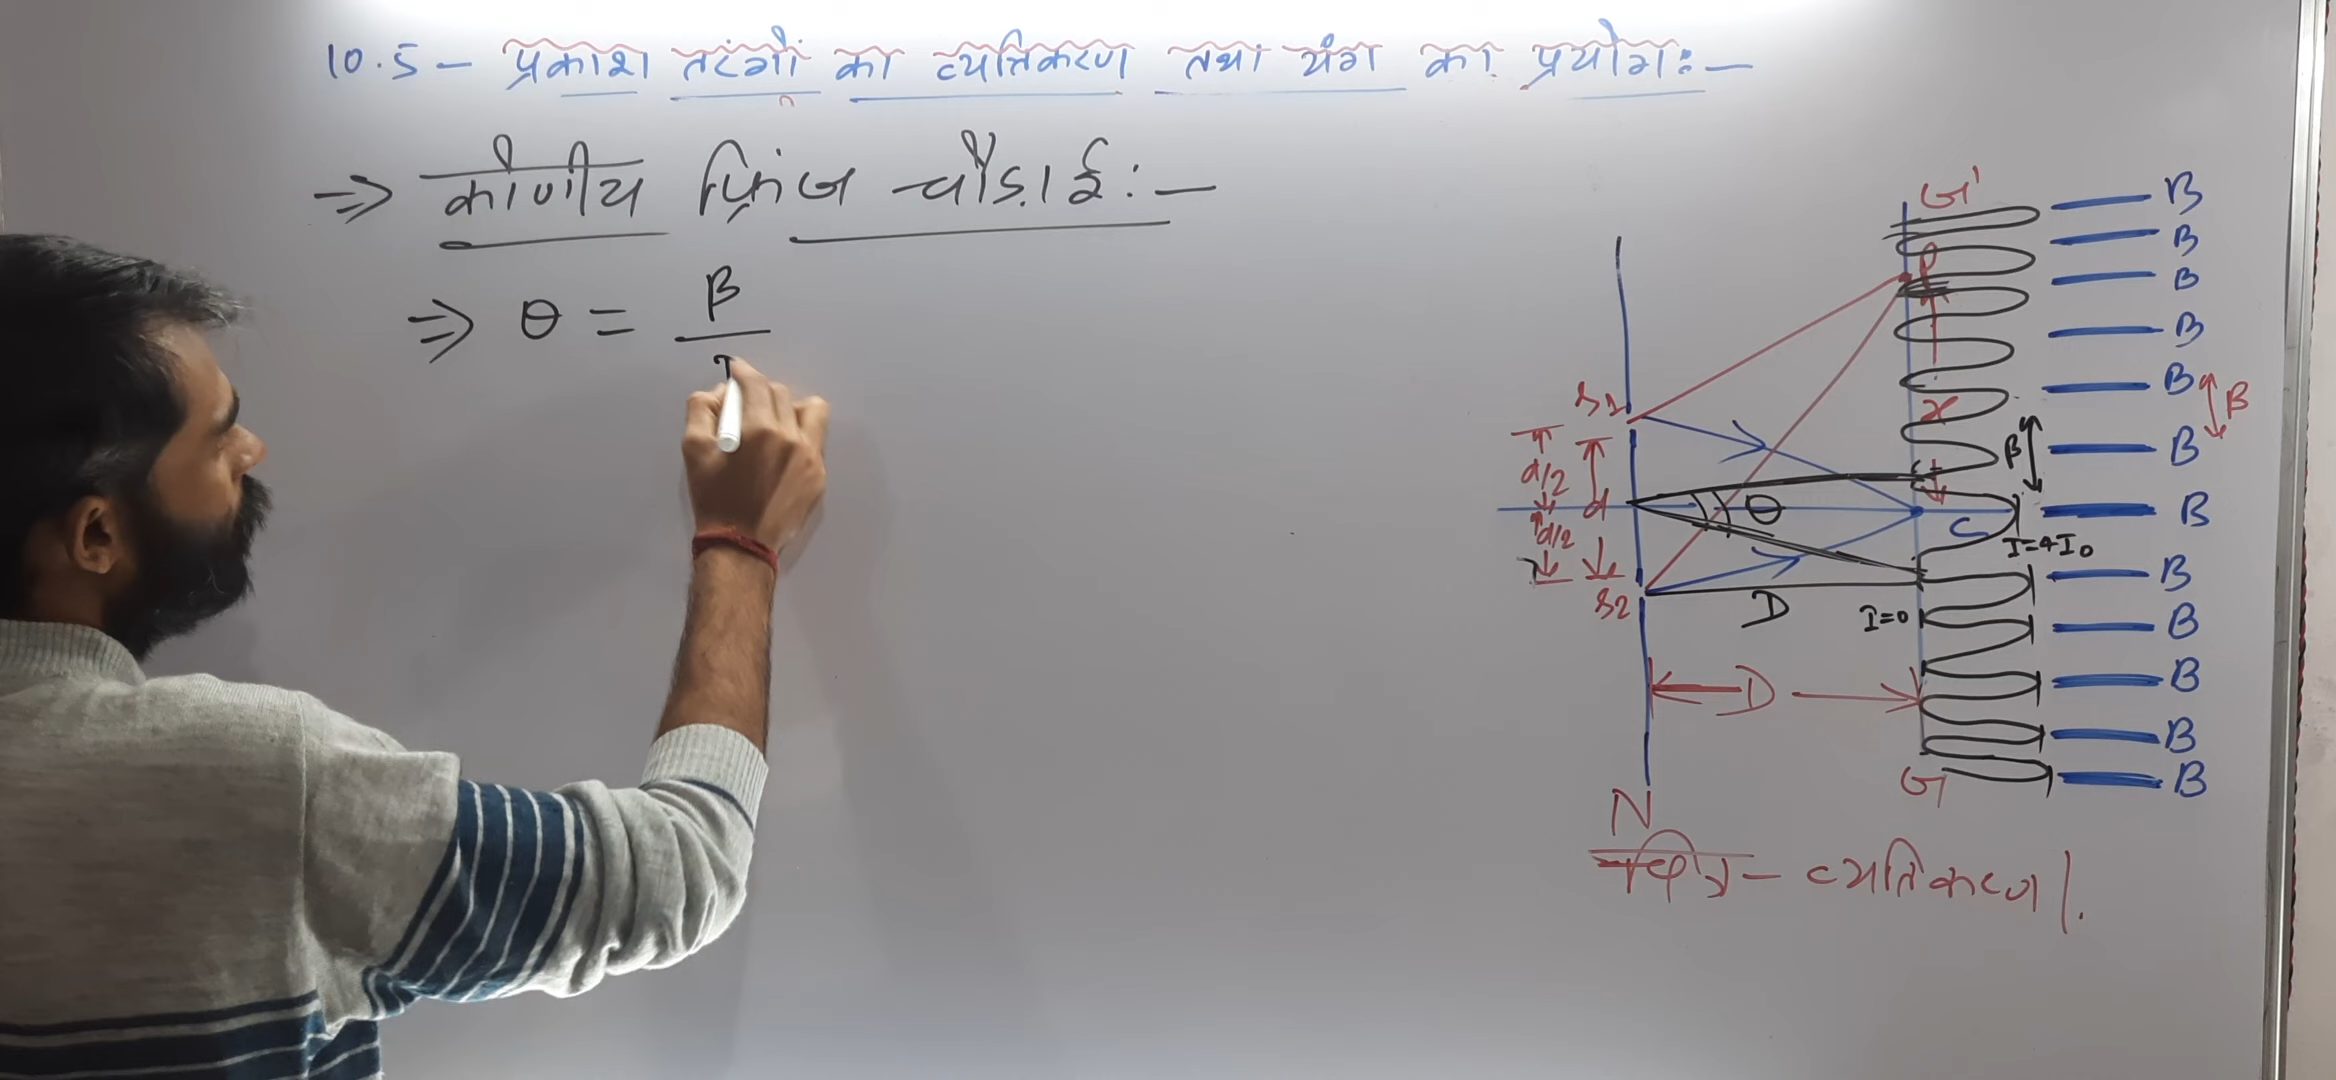 10.5 - प्रकाश तरंगों का व्यतिकरण तथा यंग का प्रयोग:-
⇒ कोणीय फ्रिंज चौड़ाई:-
⇒ θ = β
G'
B
B
P
B
B
B
β
S1
x
β
B
d/2
d
θ
C
B
d/2
I=4I0
B
S2
D
I=0
B
B
D
B
G
B
N
चित्र - व्यतिकरण।